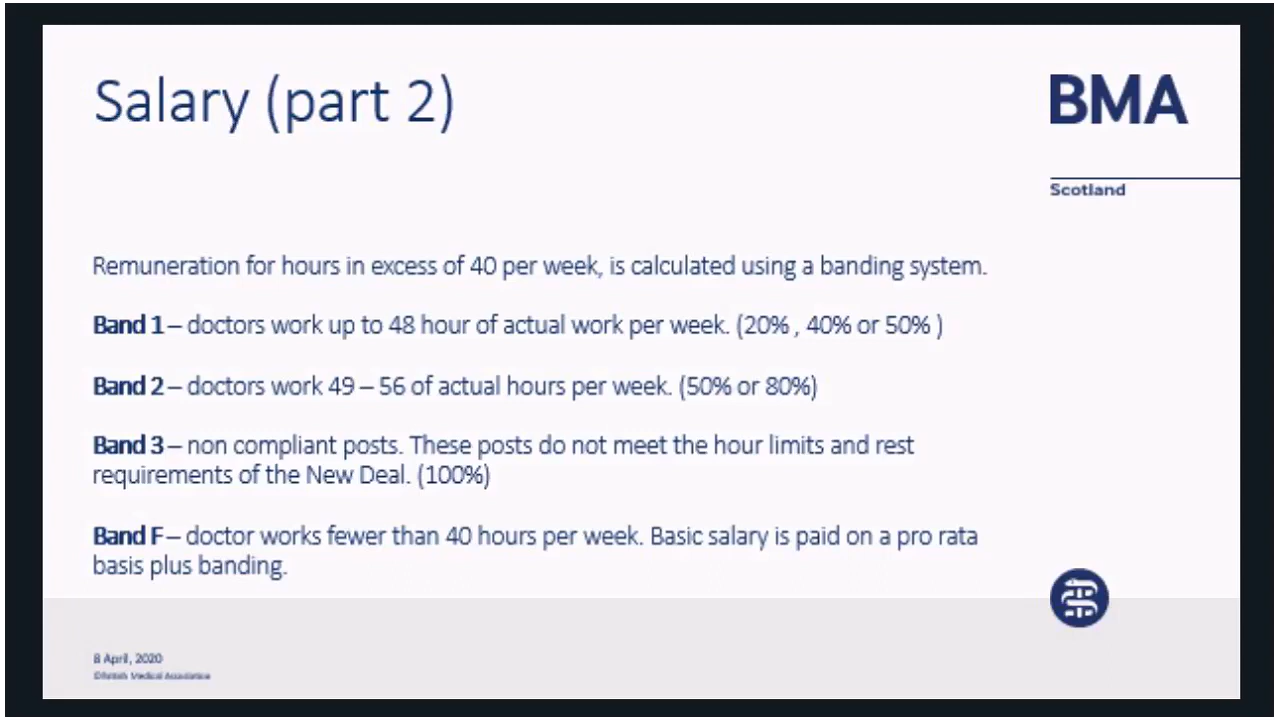 Salary (part 2)
BMA
Scotland
Remuneration for hours in excess of 40 per week, is calculated using a banding system.
Band 1 – doctors work up to 48 hour of actual work per week. (20% , 40% or 50% )
Band 2 – doctors work 49 – 56 of actual hours per week. (50% or 80%)
Band 3 – non compliant posts. These posts do not meet the hour limits and rest
requirements of the New Deal. (100%)
Band F – doctor works fewer than 40 hours per week. Basic salary is paid on a pro rata
basis plus banding.
8 April, 2020
©British Medical Association